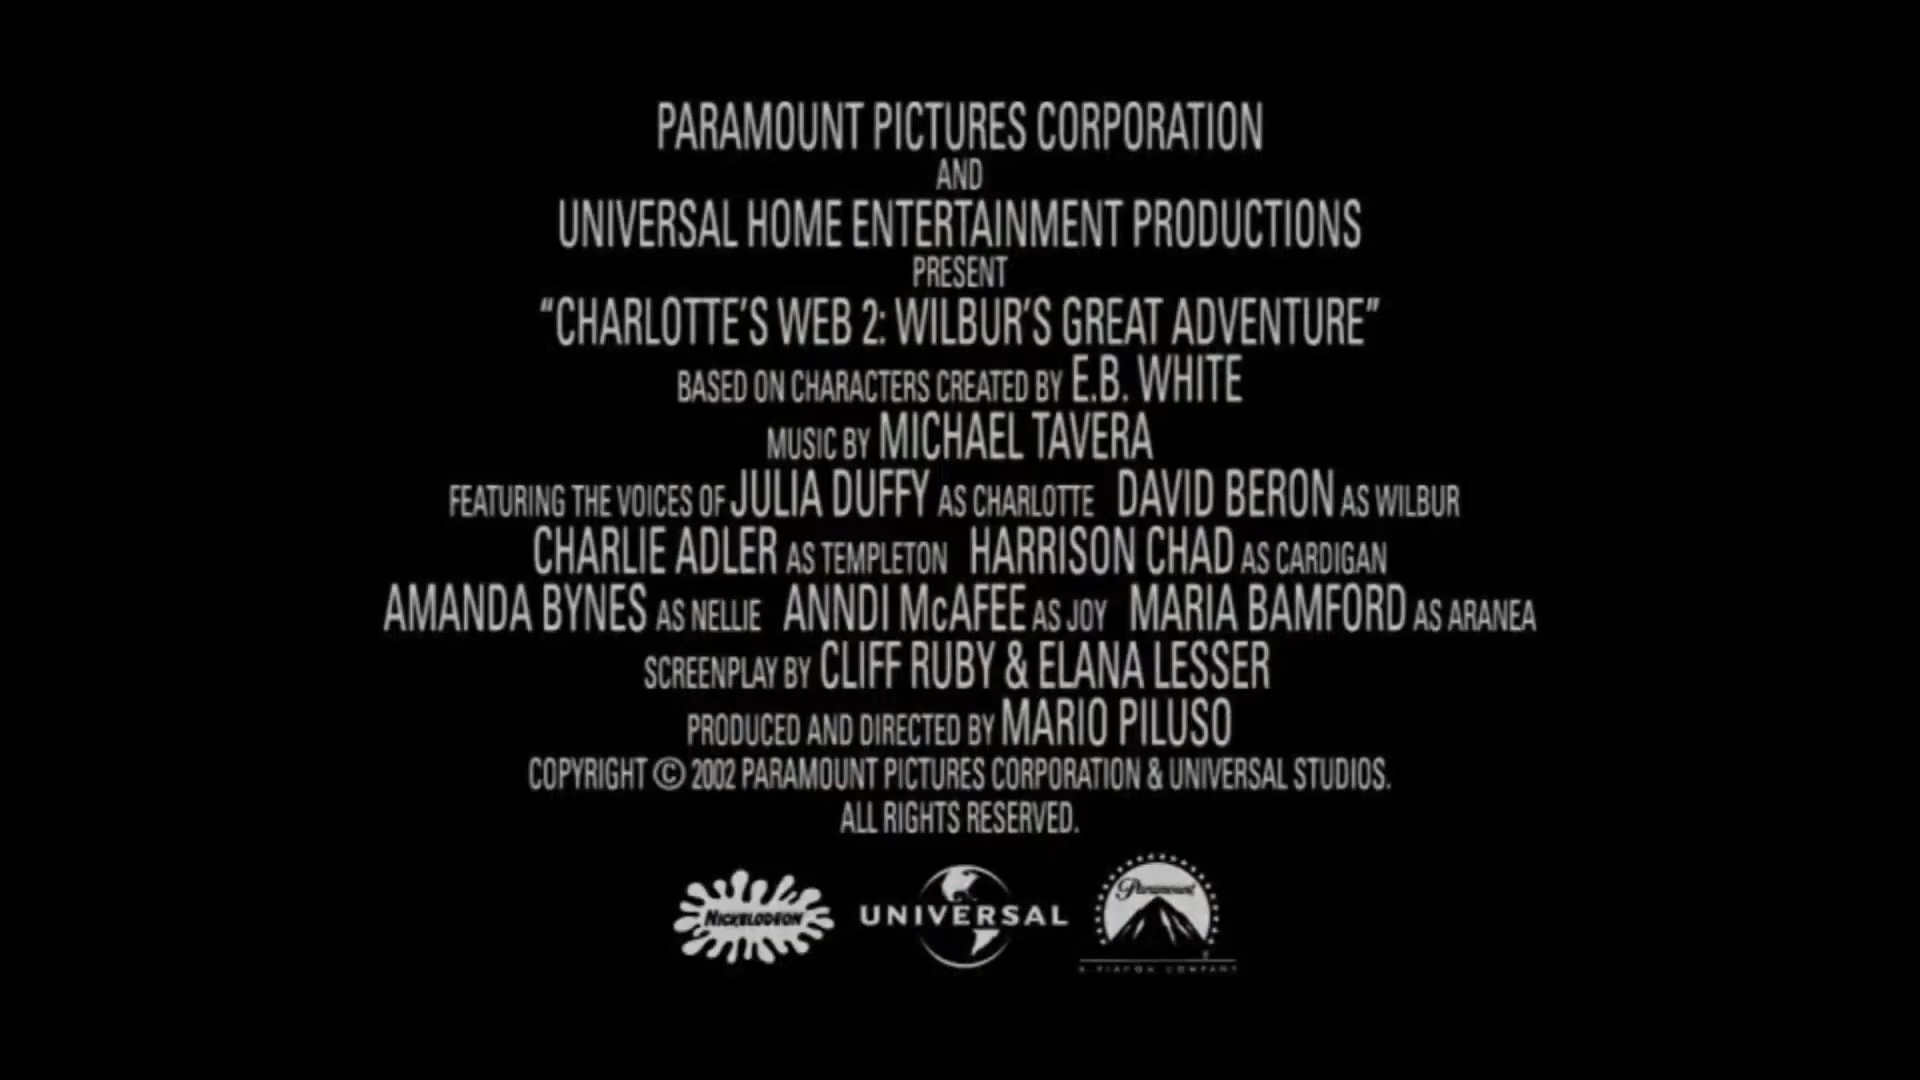 PARAMOUNT PICTURES CORPORATION
AND
UNIVERSAL HOME ENTERTAINMENT PRODUCTIONS
PRESENT
“CHARLOTTE’S WEB 2: WILBUR’S GREAT ADVENTURE”
BASED ON CHARACTERS CREATED BY E.B. WHITE
MUSIC BY MICHAEL TAVERA
FEATURING THE VOICES OF JULIA DUFFY AS CHARLOTTE DAVID BERON AS WILBUR
CHARLIE ADLER AS TEMPLETON HARRISON CHAD AS CARDIGAN
AMANDA BYNES AS NELLIE ANNDI McAFEE AS JOY MARIA BAMFORD AS ARANEA
SCREENPLAY BY CLIFF RUBY & ELANA LESSER
PRODUCED AND DIRECTED BY MARIO PILUSO
COPYRIGHT © 2002 PARAMOUNT PICTURES CORPORATION & UNIVERSAL STUDIOS.
ALL RIGHTS RESERVED.
NICKELODEON UNIVERSAL Paramount
A VIACOM COMPANY